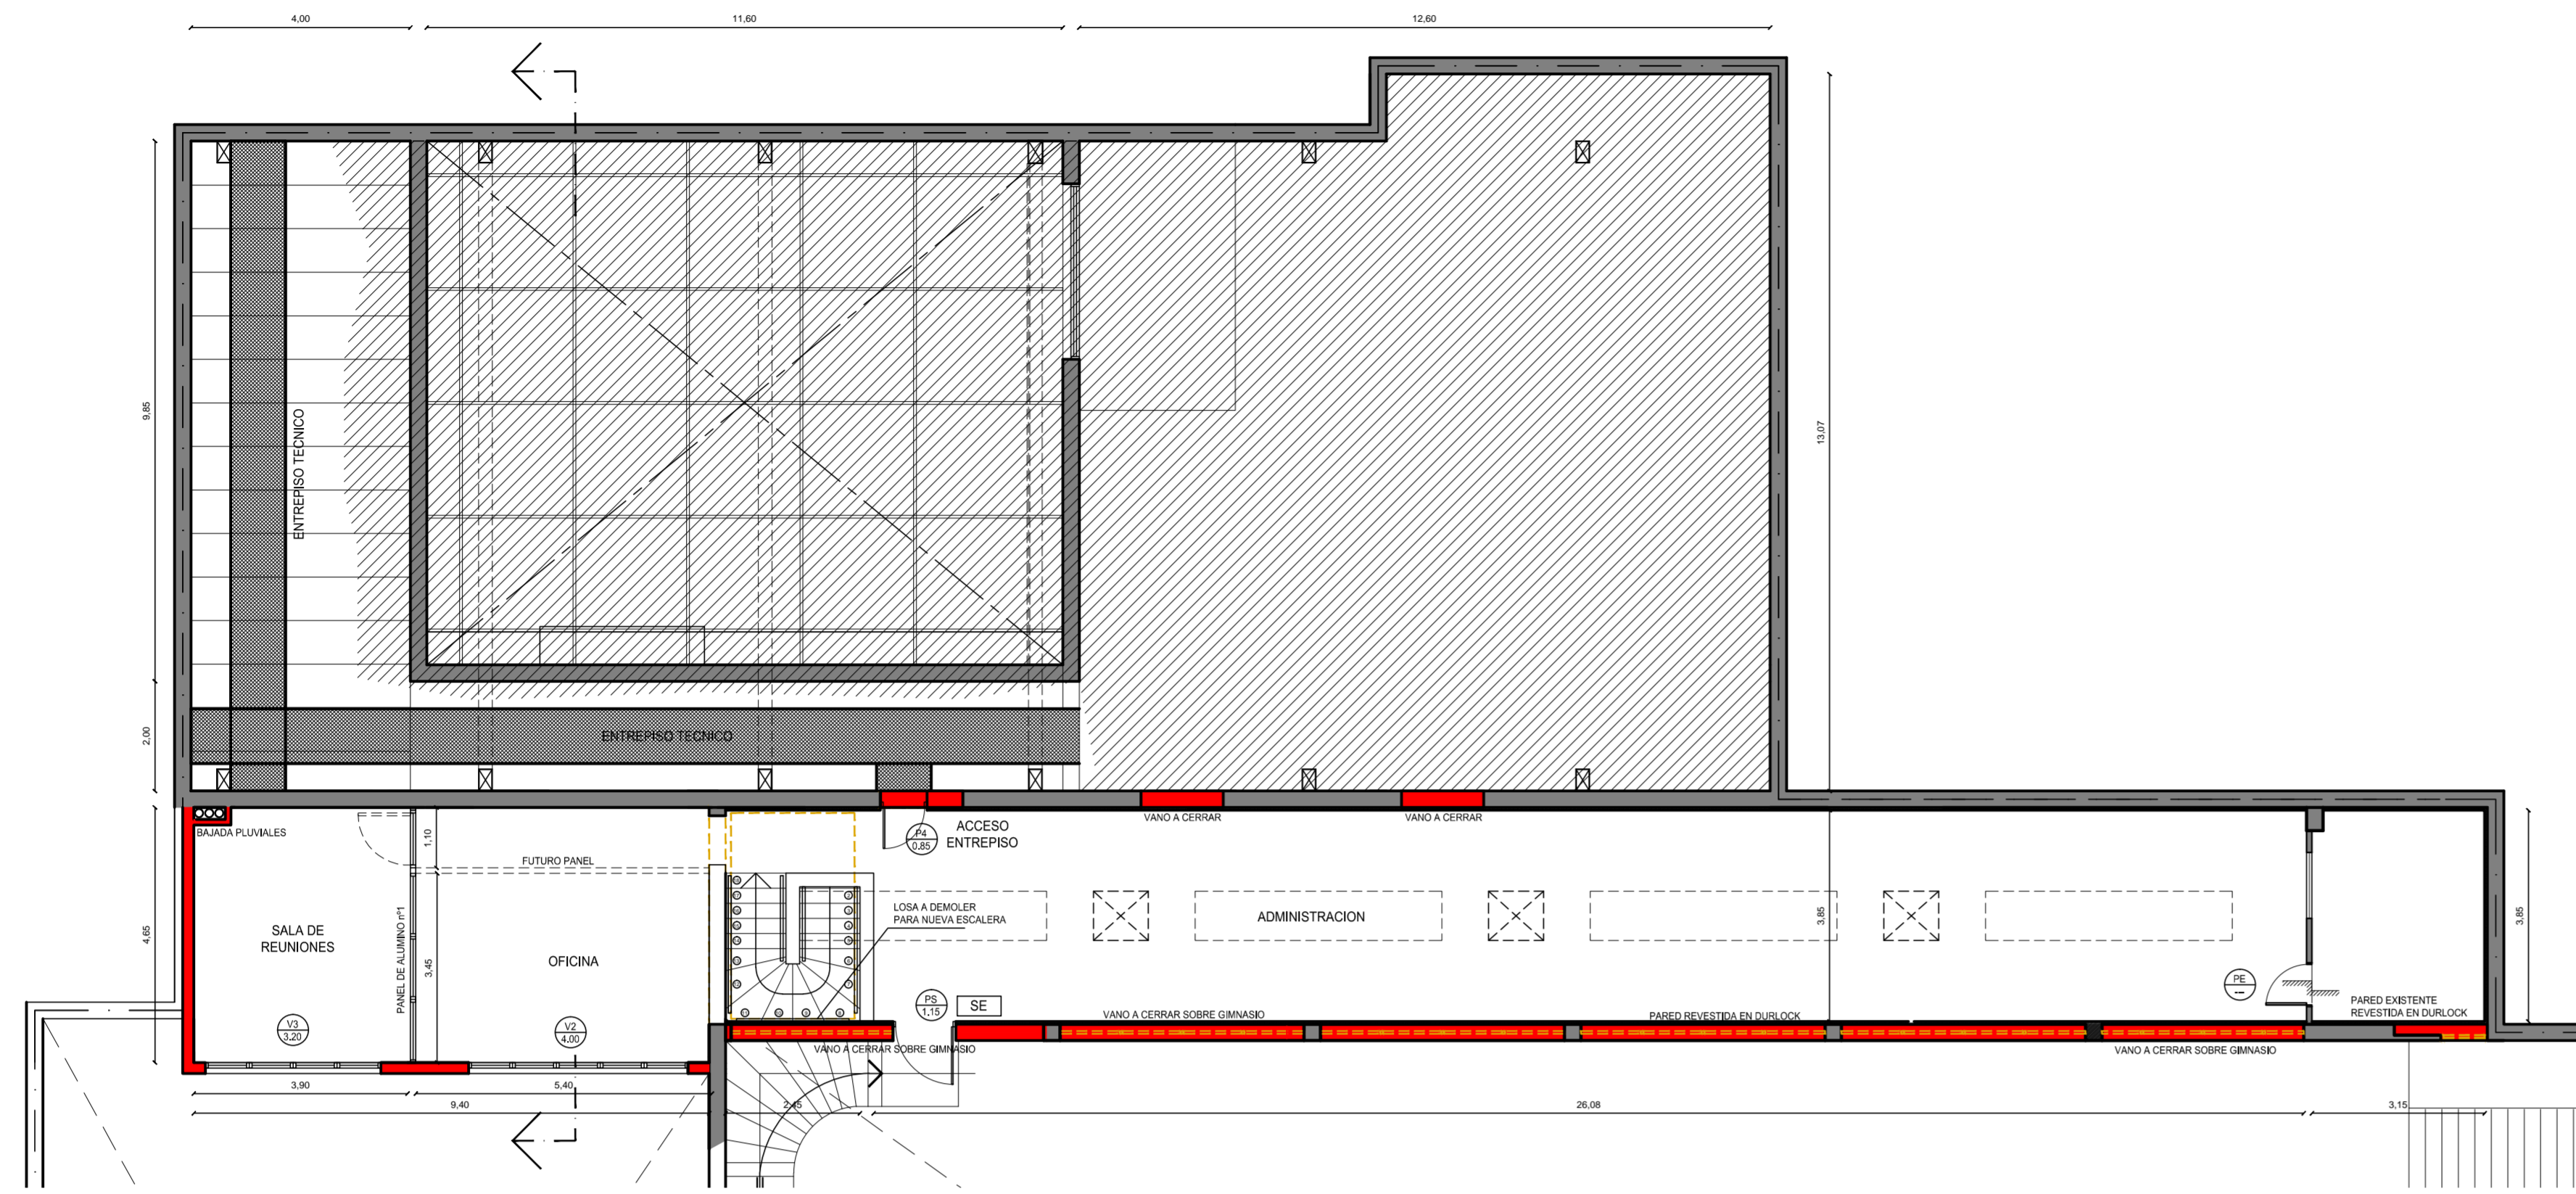 4,00
11,60
12,60
9,85
ENTREPISO TECNICO
13,07
2,00
ENTREPISO TECNICO
BAJADA PLUVIALES
1,10
FUTURO PANEL
P4
0.85
ACCESO
ENTREPISO
VANO A CERRAR
VANO A CERRAR
4,65
SALA DE
REUNIONES
PANEL DE ALUMINO nº1
3,45
OFICINA
LOSA A DEMOLER
PARA NUEVA ESCALERA
ADMINISTRACION
3,85
3,85
V3
3.20
V2
4.00
PS
1.15
SE
VANO A CERRAR SOBRE GIMNASIO
PARED REVESTIDA EN DURLOCK
PE
--
PARED EXISTENTE
REVESTIDA EN DURLOCK
VANO A CERRAR SOBRE GIMNASIO
VANO A CERRAR SOBRE GIMNASIO
3,90
5,40
9,40
2,45
26,08
3,15